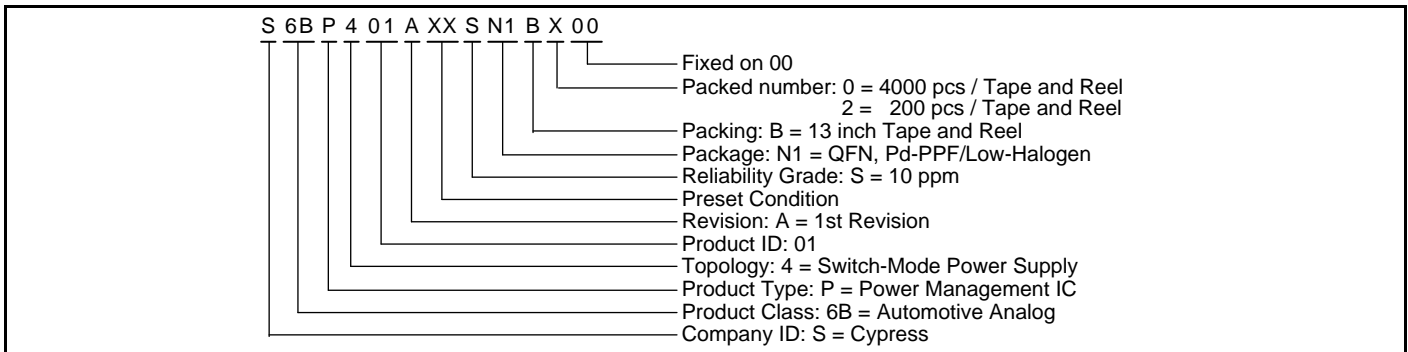 S 6B P 4 01 A XX S N1 B X 00
Fixed on 00
Packed number: 0 = 4000 pcs / Tape and Reel
2 = 200 pcs / Tape and Reel
Packing: B = 13 inch Tape and Reel
Package: N1 = QFN, Pd-PPF/Low-Halogen
Reliability Grade: S = 10 ppm
Preset Condition
Revision: A = 1st Revision
Product ID: 01
Topology: 4 = Switch-Mode Power Supply
Product Type: P = Power Management IC
Product Class: 6B = Automotive Analog
Company ID: S = Cypress